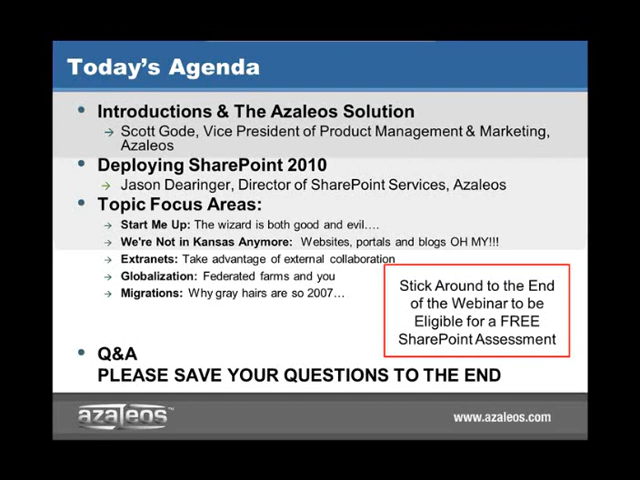 Today's Agenda
• Introductions & The Azaleos Solution
→ Scott Gode, Vice President of Product Management & Marketing,
Azaleos
• Deploying SharePoint 2010
→ Jason Dearinger, Director of SharePoint Services, Azaleos
• Topic Focus Areas:
→ Start Me Up: The wizard is both good and evil….
→ We're Not in Kansas Anymore: Websites, portals and blogs OH MY!!!
→ Extranets: Take advantage of external collaboration
→ Globalization: Federated farms and you
→ Migrations: Why gray hairs are so 2007…
Stick Around to the End
of the Webinar to be
Eligible for a FREE
SharePoint Assessment
• Q&A
PLEASE SAVE YOUR QUESTIONS TO THE END
azaleos™
www.azaleos.com